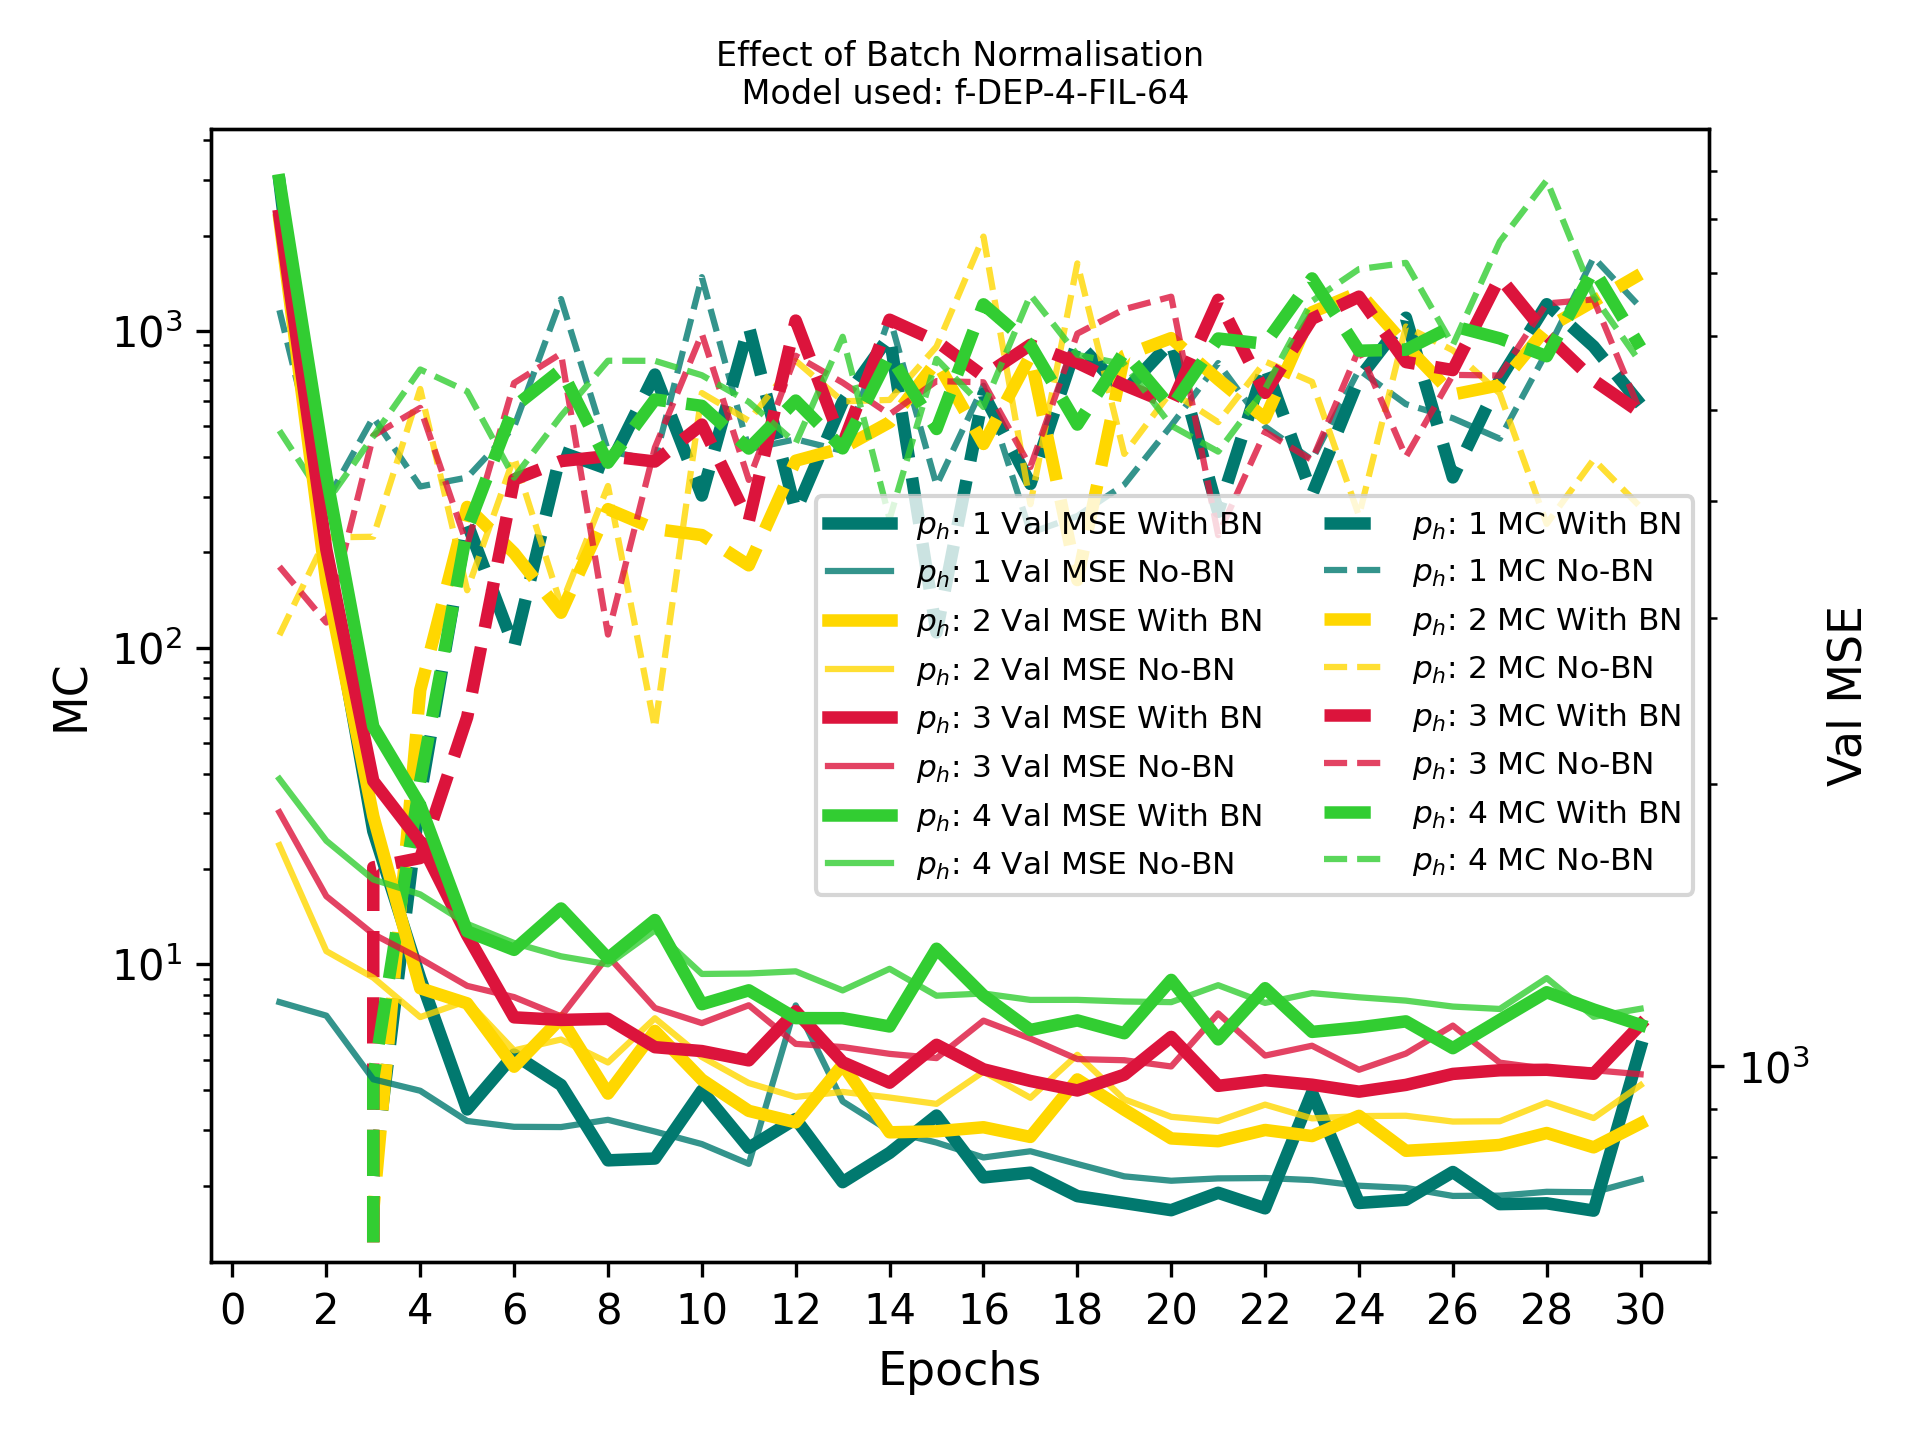 Effect of Batch Normalisation
Model used: f-DEP-4-FIL-64
MC
10³
10²
10¹
Val MSE
10³
p_h: 1 Val MSE With BN
p_h: 1 Val MSE No-BN
p_h: 2 Val MSE With BN
p_h: 2 Val MSE No-BN
p_h: 3 Val MSE With BN
p_h: 3 Val MSE No-BN
p_h: 4 Val MSE With BN
p_h: 4 Val MSE No-BN
p_h: 1 MC With BN
p_h: 1 MC No-BN
p_h: 2 MC With BN
p_h: 2 MC No-BN
p_h: 3 MC With BN
p_h: 3 MC No-BN
p_h: 4 MC With BN
p_h: 4 MC No-BN
0 2 4 6 8 10 12 14 16 18 20 22 24 26 28 30
Epochs